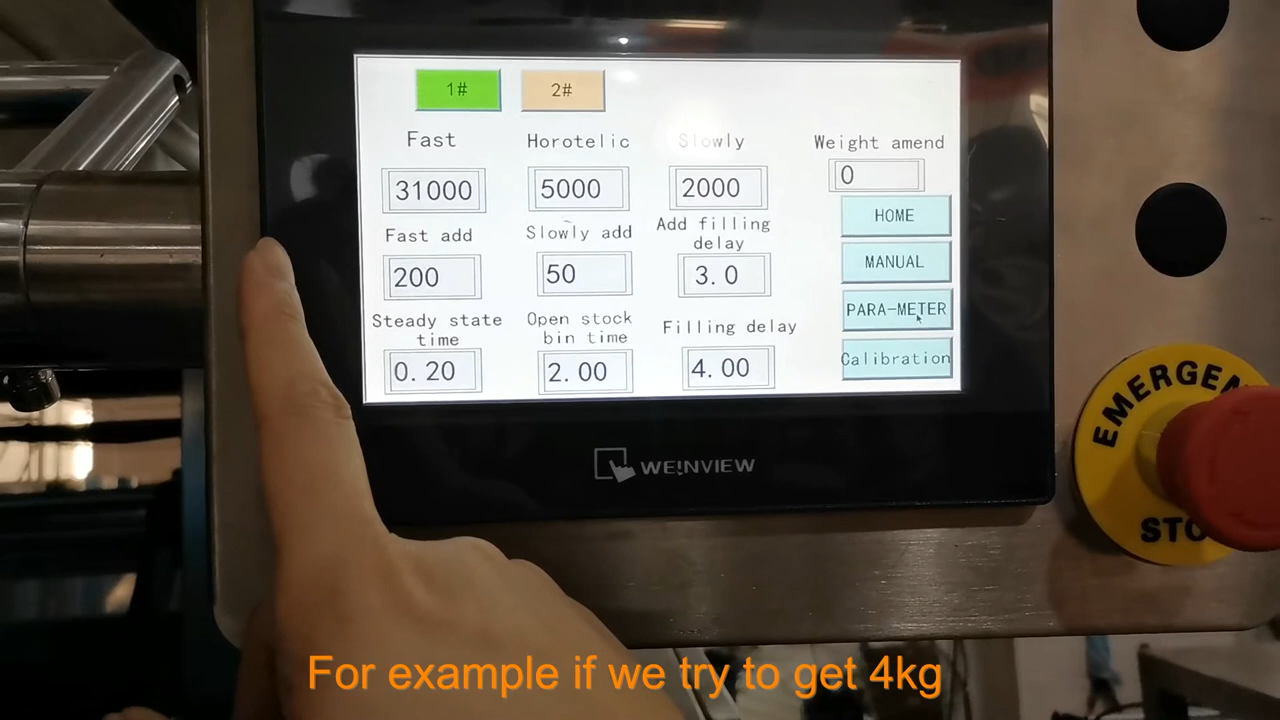 1# 2#
Fast Horotelic Slowly Weight amend
31000 5000 2000 0
HOME
Fast add Slowly add Add filling
delay
200 50 3.0
MANUAL
Steady state
time
Open stock
bin time
Filling delay
PARA-METER
0.20 2.00 4.00
Calibration
WEINVIEW
EMERGEN
STO
For example if we try to get 4kg